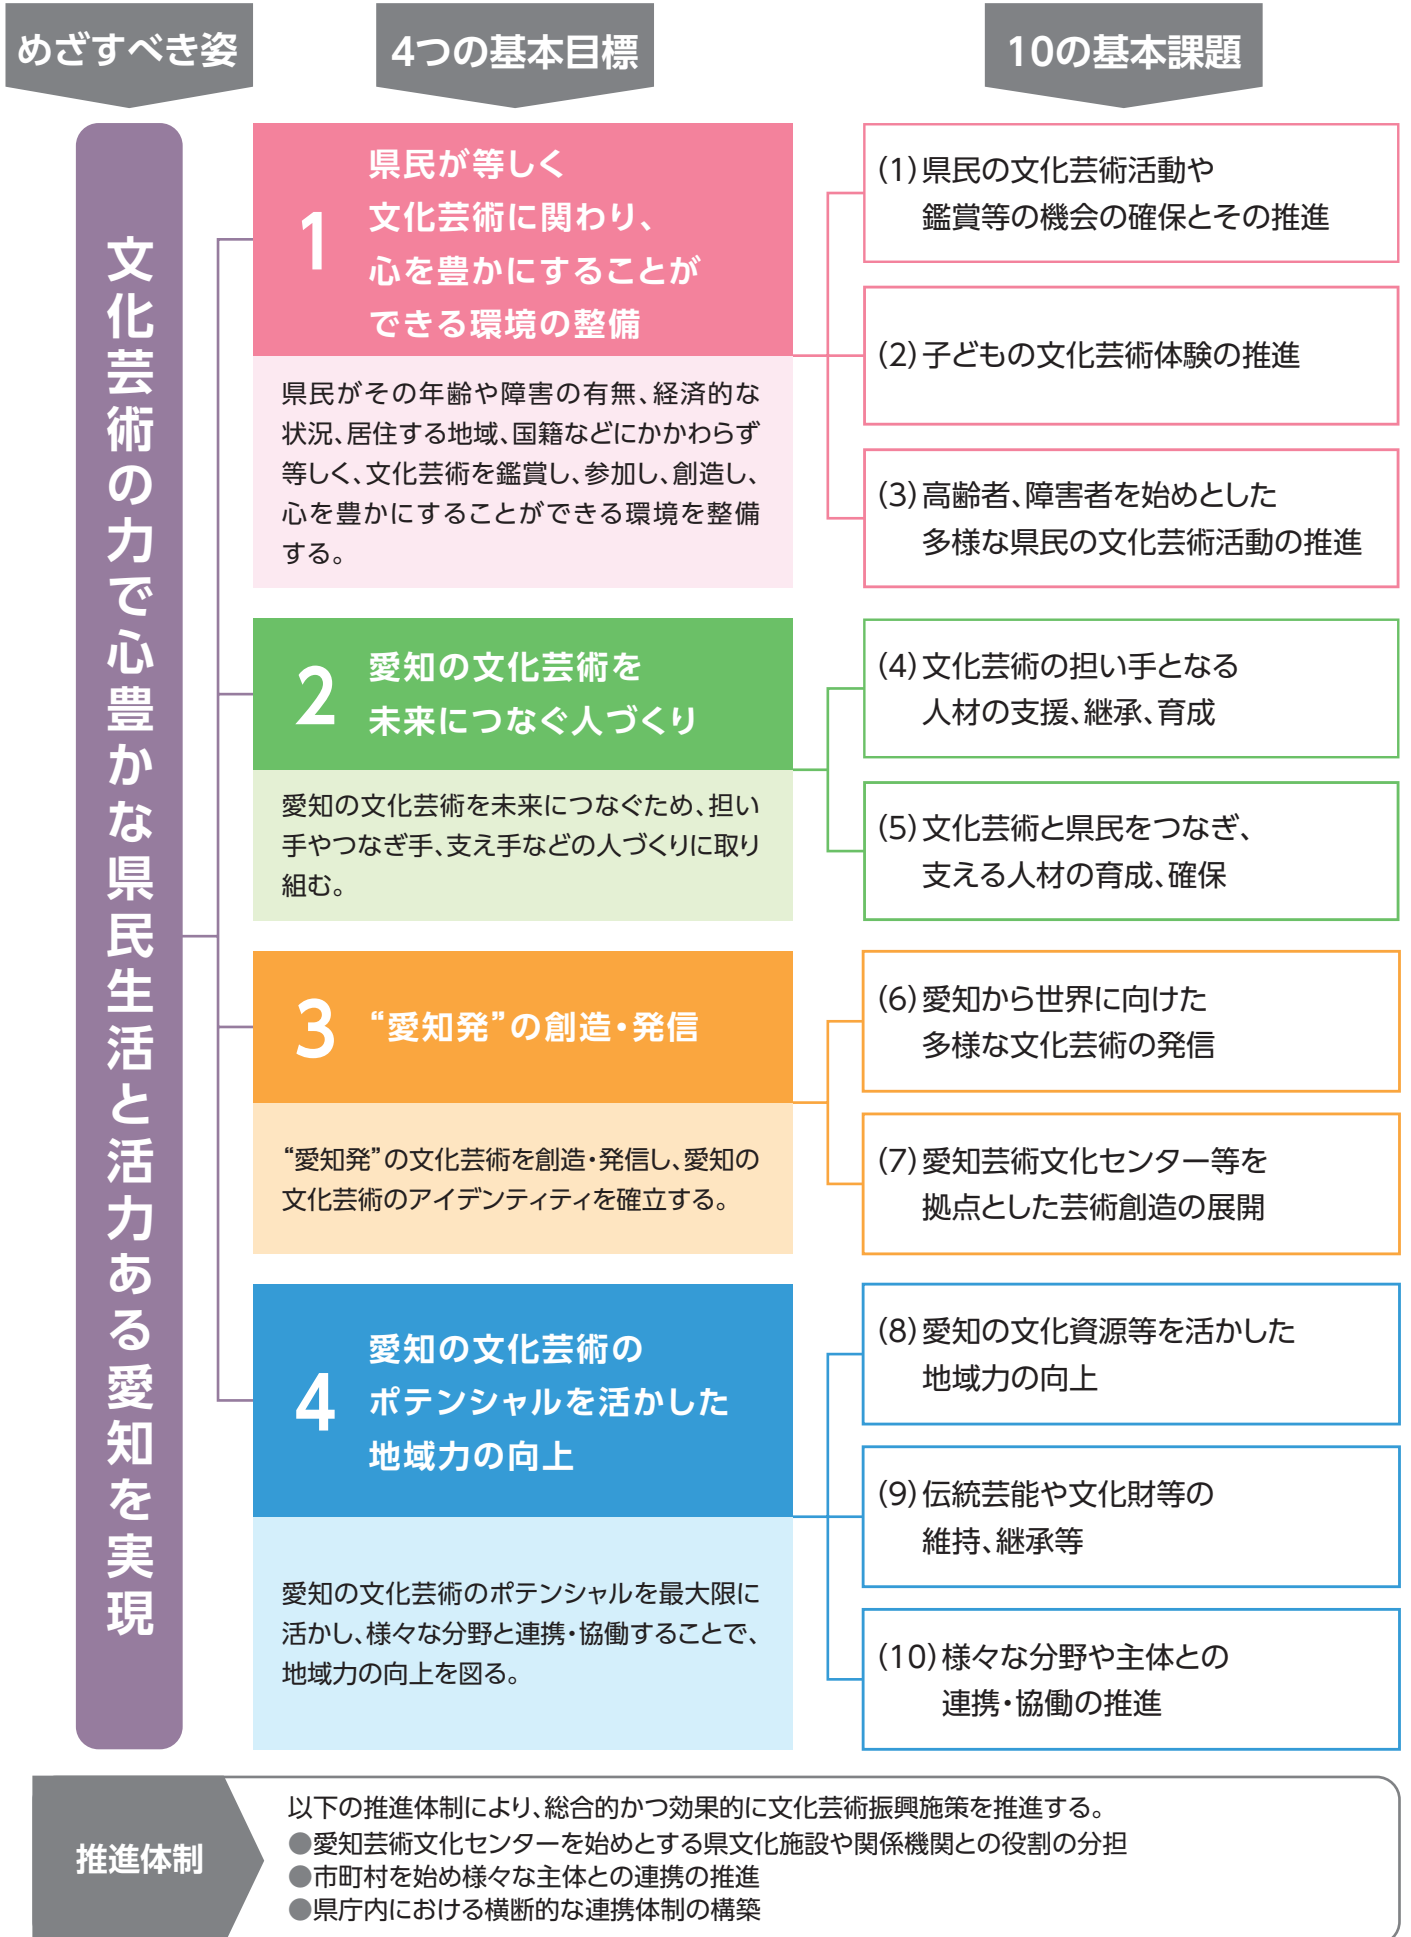 めざすべき姿
4つの基本目標
10の基本課題
文化芸術の力で心豊かな県民生活と活力ある愛知を実現
1
県民が等しく
文化芸術に関わり、
心を豊かにすることが
できる環境の整備
県民がその年齢や障害の有無、経済的な
状況、居住する地域、国籍などにかかわらず
等しく、文化芸術を鑑賞し、参加し、創造し、
心を豊かにすることができる環境を整備
する。
(1)県民の文化芸術活動や
鑑賞等の機会の確保とその推進
(2)子どもの文化芸術体験の推進
(3)高齢者、障害者を始めとした
多様な県民の文化芸術活動の推進
2
愛知の文化芸術を
未来につなぐ人づくり
愛知の文化芸術を未来につなぐため、担い
手やつなぎ手、支え手などの人づくりに取り
組む。
(4)文化芸術の担い手となる
人材の支援、継承、育成
(5)文化芸術と県民をつなぎ、
支える人材の育成、確保
3
“愛知発”の創造・発信
“愛知発”の文化芸術を創造・発信し、愛知の
文化芸術のアイデンティティを確立する。
(6)愛知から世界に向けた
多様な文化芸術の発信
(7)愛知芸術文化センター等を
拠点とした芸術創造の展開
4
愛知の文化芸術の
ポテンシャルを活かした
地域力の向上
愛知の文化芸術のポテンシャルを最大限に
活かし、様々な分野と連携・協働することで、
地域力の向上を図る。
(8)愛知の文化資源等を活かした
地域力の向上
(9)伝統芸能や文化財等の
維持、継承等
(10)様々な分野や主体との
連携・協働の推進
推進体制
以下の推進体制により、総合的かつ効果的に文化芸術振興施策を推進する。
●愛知芸術文化センターを始めとする県文化施設や関係機関との役割の分担
●市町村を始め様々な主体との連携の推進
●県庁内における横断的な連携体制の構築